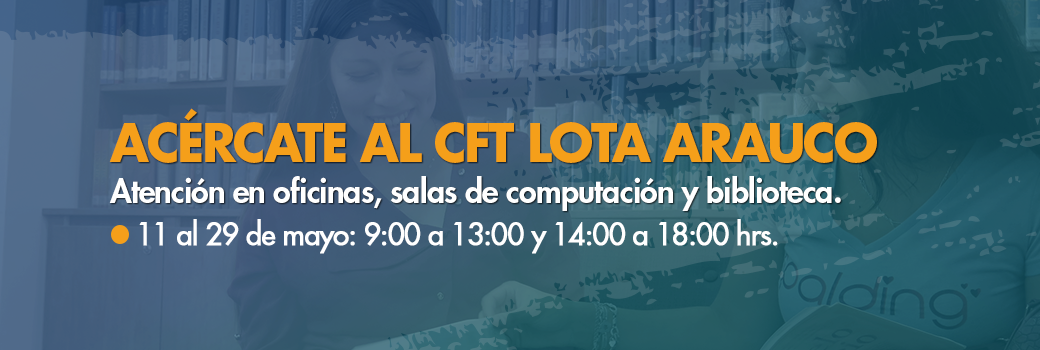 ACÉRCATE AL CFT LOTA ARAUCO
Atención en oficinas, salas de computación y biblioteca.
11 al 29 de mayo: 9:00 a 13:00 y 14:00 a 18:00 hrs.
palding